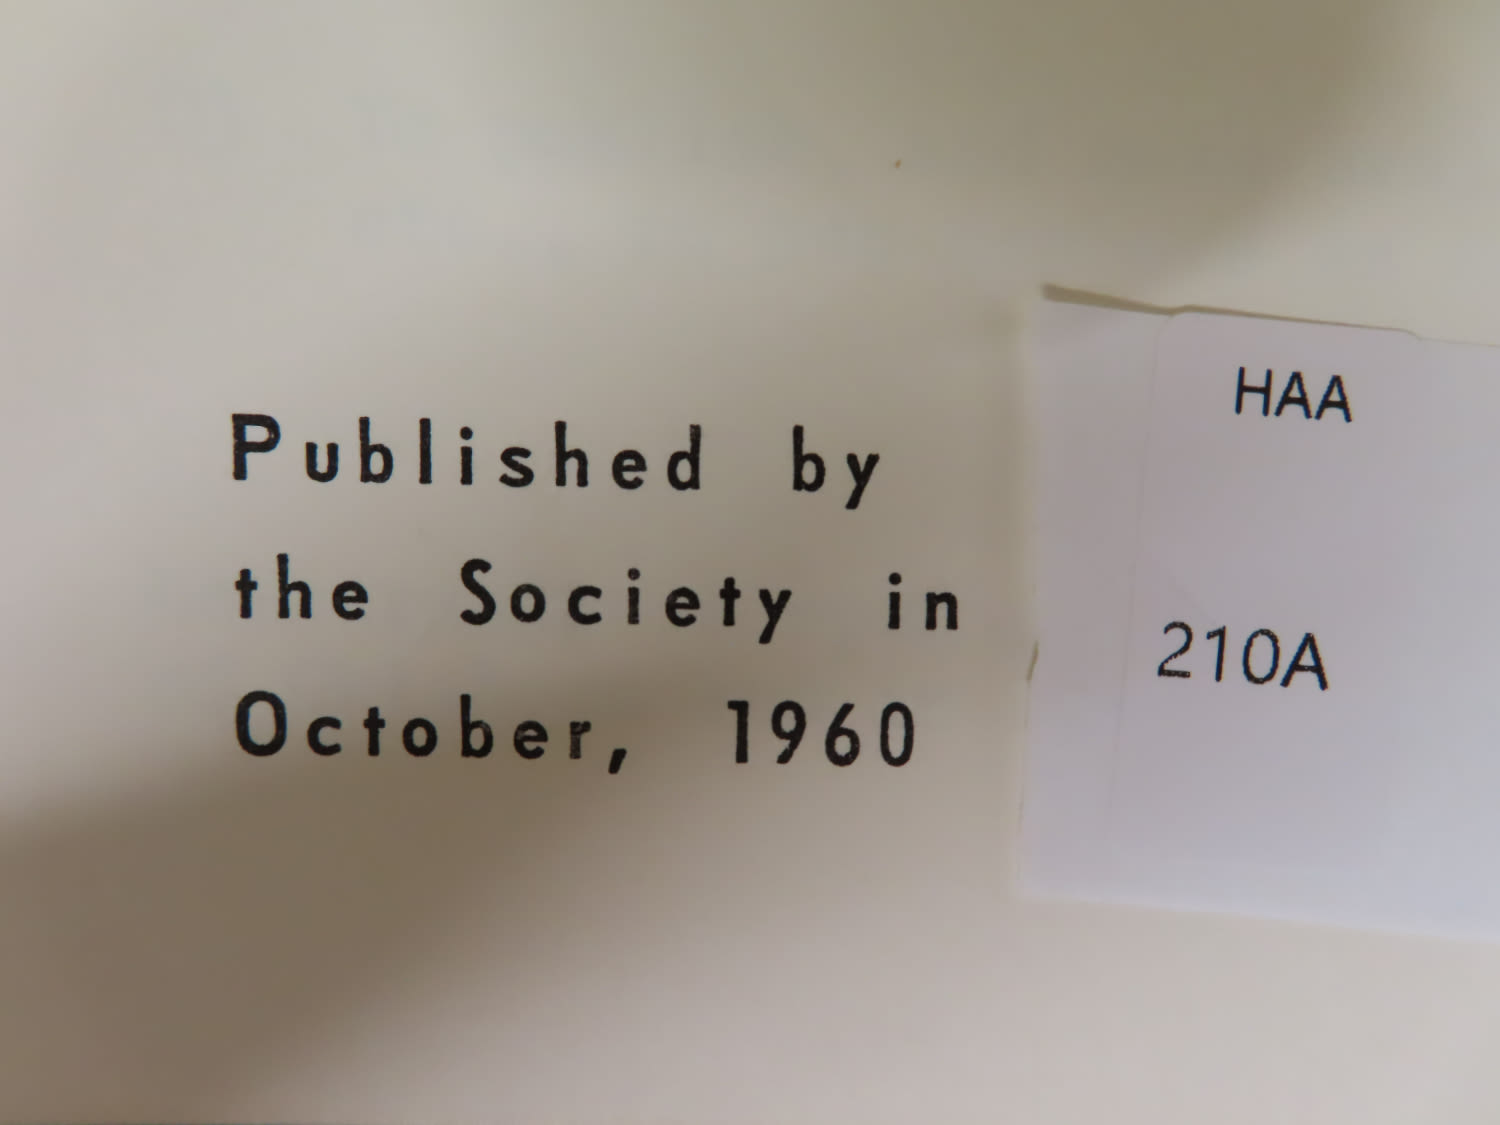 Published by
the Society in
October, 1960
HAA
210A